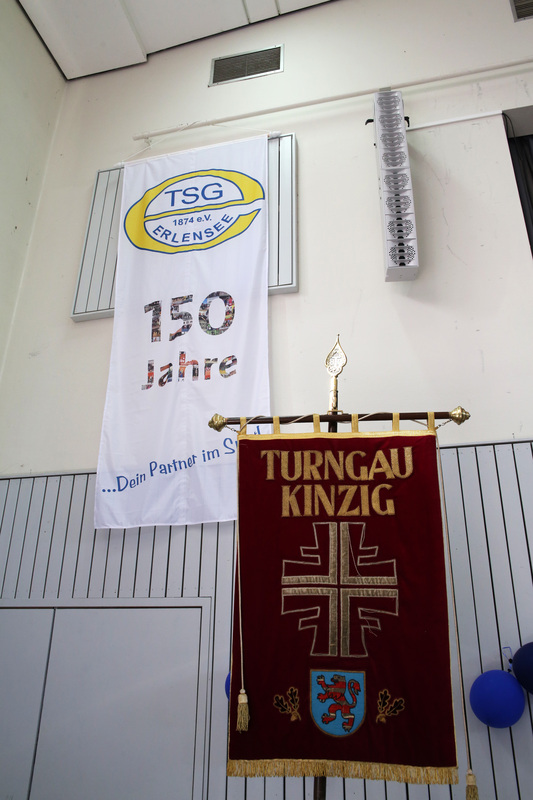 TSG
1874 e.V.
ERLENSEE
150
Jahre
...Dein Partner im
TURNGAU
KINZIG